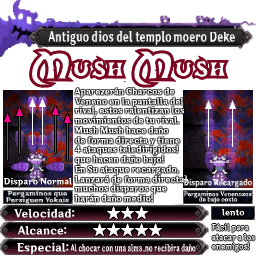 Antiguo dios del templo moero Deke
Mush Mush
Aparezerán Charcos de
Veneno en la pantalla del
rival, estos ralentizan los
movimientos de tu rival.
Mush Mush hace daño
de forma directa y tiene
4 ataques teledirigidos!
que hacen daño bajo!
En Su ataque recargado,
Lanzará de forma directa
muchos disparos que
harán daño medio!
Disparo Normal
Pergaminos que
Persiguen Yokais
Disparo Recargado
Pergaminos Venenozos
de bajo costo
Velocidad: ★★★
lento
Alcance: ★★★★★
Fácil para
atacar a los
enemigos!
Especial: Al chocar con una alma..no recibira daño